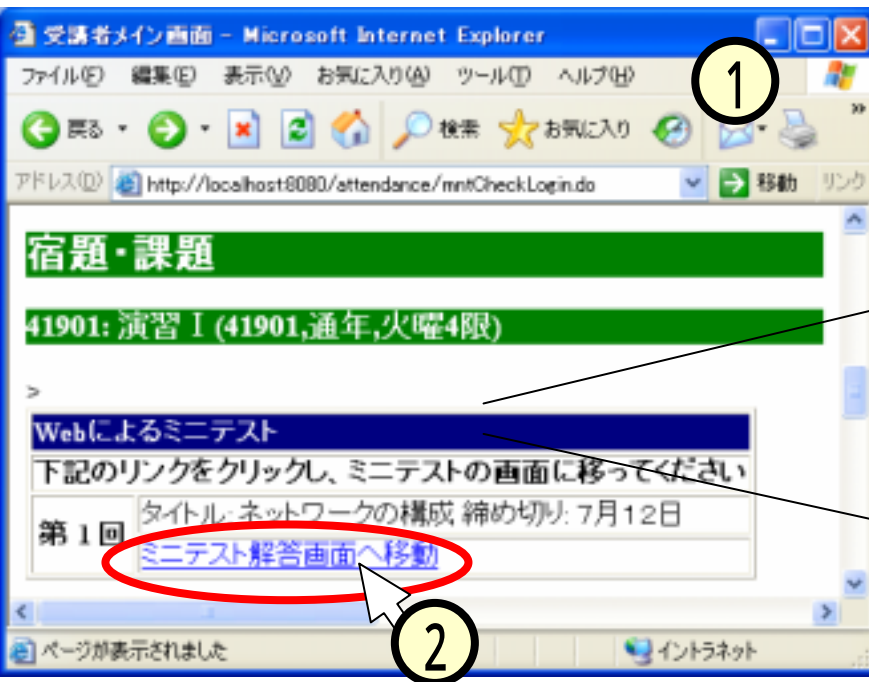 受講者メイン画面 - Microsoft Internet Explorer
ファイル(F) 編集(E) 表示(V) お気に入り(A) ツール(T) ヘルプ(H)
1
戻る 検索 お気に入り »
アドレス(D) http://localhost:8080/attendance/mntCheckLogin.do 移動 リンク
宿題・課題
41901: 演習 I (41901,通年,火曜4限)
>
Webによるミニテスト
下記のリンクをクリックし、ミニテストの画面に移ってください
第 1 回
タイトル: ネットワークの構成 締め切り: 7月12日
ミニテスト解答画面へ移動
2
ページが表示されました イントラネット